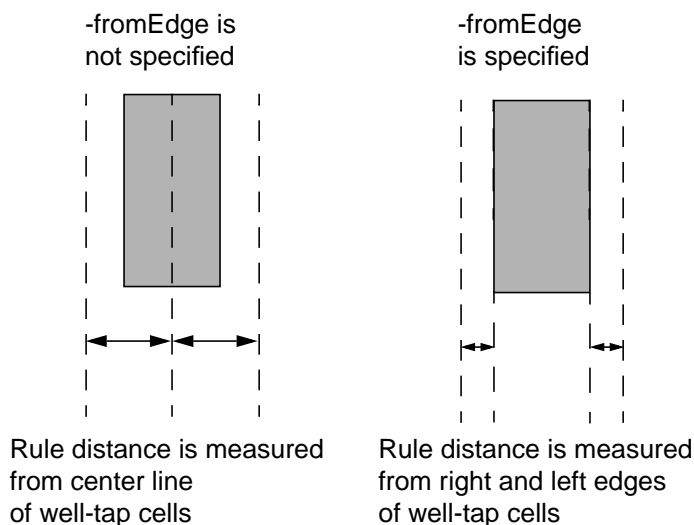 -fromEdge is
not specified
-fromEdge
is specified
Rule distance is measured
from center line
of well-tap cells
Rule distance is measured
from right and left edges
of well-tap cells